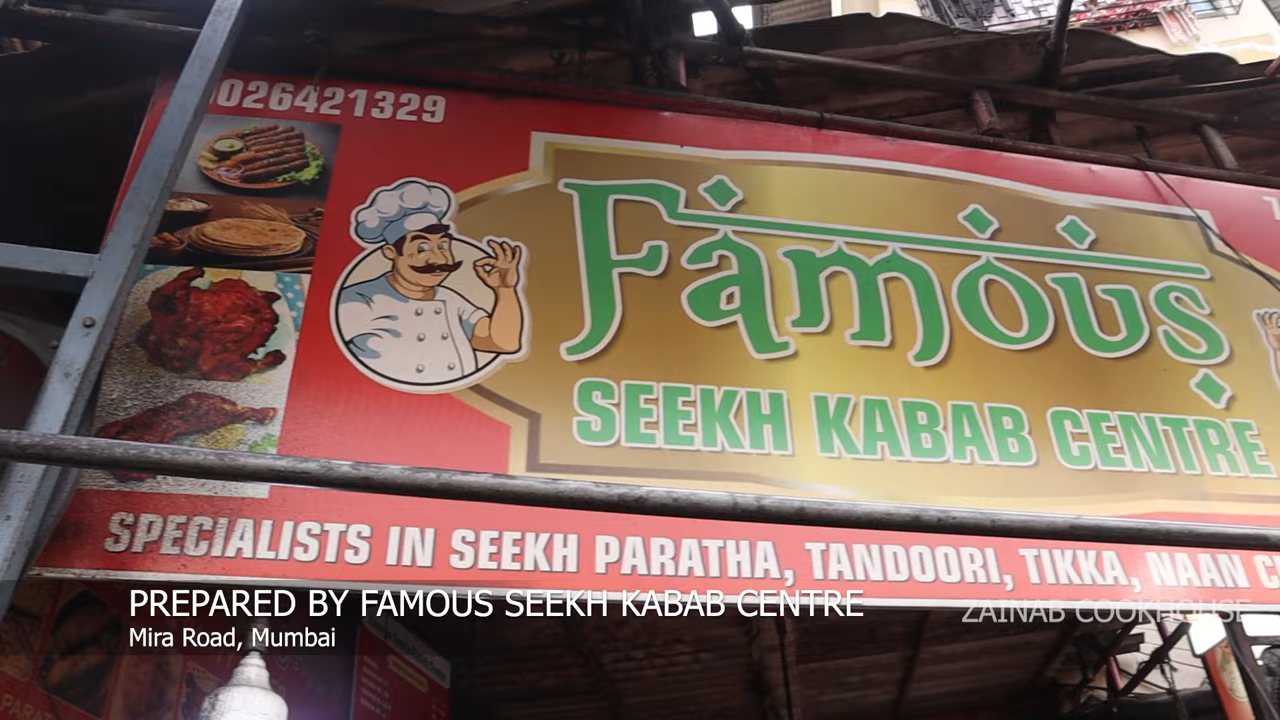 026421329
Famous
SEEKH KABAB CENTRE
SPECIALISTS IN SEEKH PARATHA, TANDOORI, TIKKA, NAAN
PREPARED BY FAMOUS SEEKH KABAB CENTRE
Mira Road, Mumbai
ZAINAB COOKHOUSE